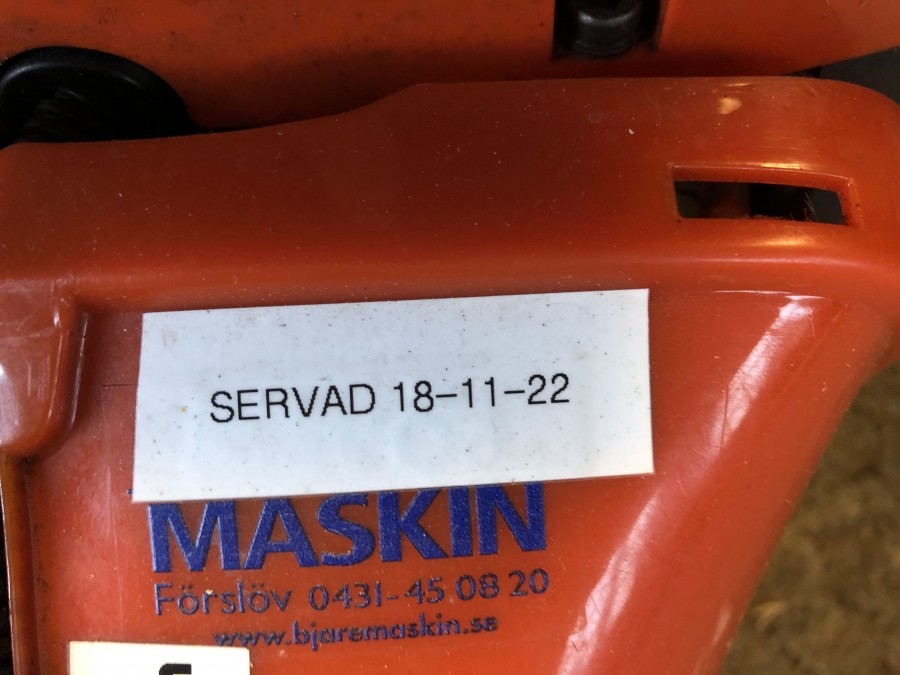 SERVAD 18-11-22
MASKIN
Förslöv 0431-45 08 20
www.bjaremaskin.se